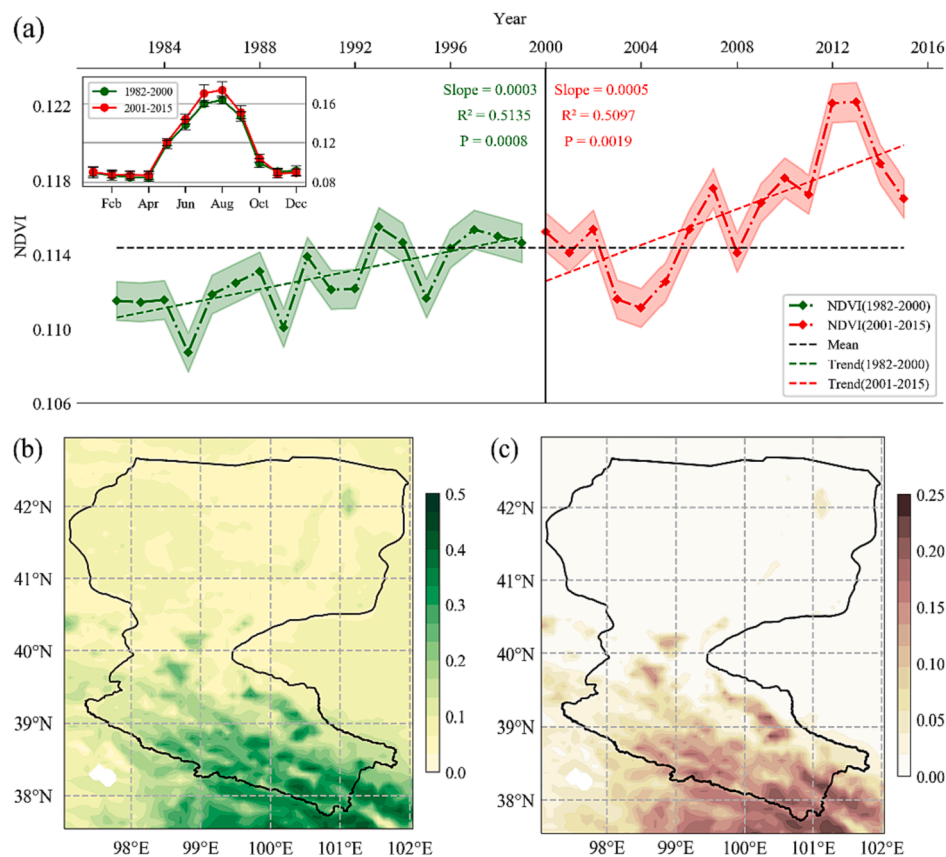 (a)
Year
1984 1988 1992 1996 2000 2004 2008 2012 2016
NDVI
0.122
0.118
0.114
0.110
0.106
1982-2000
2001-2015
0.16
0.12
0.08
Feb Apr Jun Aug Oct Dec
Slope = 0.0003
R² = 0.5135
P = 0.0008
Slope = 0.0005
R² = 0.5097
P = 0.0019
NDVI(1982-2000)
NDVI(2001-2015)
Mean
Trend(1982-2000)
Trend(2001-2015)
(b)
42°N
41°N
40°N
39°N
38°N
98°E 99°E 100°E 101°E 102°E
0.5
0.4
0.3
0.2
0.1
0.0
(c)
42°N
41°N
40°N
39°N
38°N
98°E 99°E 100°E 101°E 102°E
0.25
0.20
0.15
0.10
0.05
0.00